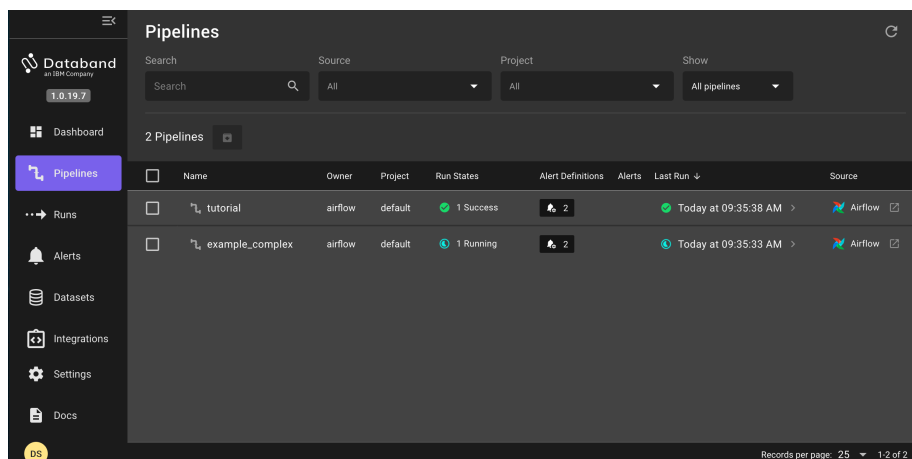 Databand
an IBM Company
1.0.19.7
Dashboard
Pipelines
Runs
Alerts
Datasets
Integrations
Settings
Docs
DS
Pipelines
Search Source Project Show
Search All All All pipelines
2 Pipelines
Name Owner Project Run States Alert Definitions Alerts Last Run Source
tutorial airflow default 1 Success 2 Today at 09:35:38 AM Airflow
example_complex airflow default 1 Running 2 Today at 09:35:33 AM Airflow
Records per page: 25 1-2 of 2